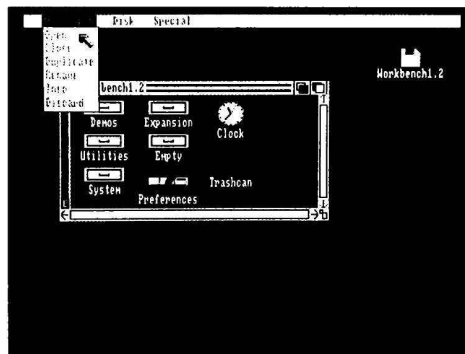 Disk Special
Open
Close
Duplicate
Rename
Info
Discard
Workbench1.2
bench1.2
Demos Expansion Clock
Utilities Empty
System Trashcan
Preferences